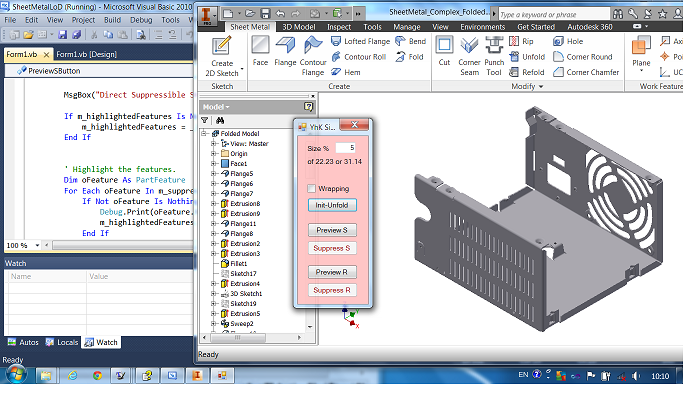 SheetMetalLoD (Running) - Microsoft Visual Basic 2010
File Edit View Project Build Debug Team
Form1.vb Form1.vb [Design]
PreviewSButton
MsgBox("Direct Suppressible S
If m_highlightedFeatures Is N
m_highlightedFeatures = _
End If
' Highlight the features.
Dim oFeature As PartFeature
For Each oFeature In m_suppre
If Not oFeature Is Nothing
Debug.Print(oFeature.
m_highlightedFeatures
End If
100 %
Watch
Name Value
Autos Locals Watch
Ready
PRO
SheetMetal_Complex_Folded...
Type a keyword or phrase
Sheet Metal 3D Model Inspect Tools Manage View Environments Get Started Autodesk 360
Create
2D Sketch
Face Flange Contour
Flange
Lofted Flange
Contour Roll
Hem
Bend
Fold
Cut Corner
Seam
Punch
Tool
Rip
Unfold
Refold
Hole
Corner Round
Corner Chamfer
Plane
Axi
Poi
UC
Sketch Create Modify Work
Model
Folded Model
View: Master
Origin
Face1
Flange5
Flange6
Flange7
Extrusion8
Extrusion9
Flange11
Flange8
Extrusion2
Extrusion3
Fillet1
Sketch17
Extrusion4
3D Sketch1
Sketch19
Extrusion5
Sweep2
YhK Si...
Size % 5
of 22.23 or 31.14
Wrapping
Init-Unfold
Preview S
Suppress S
Preview R
Suppress R
Y
X
Ready
EN
10:10